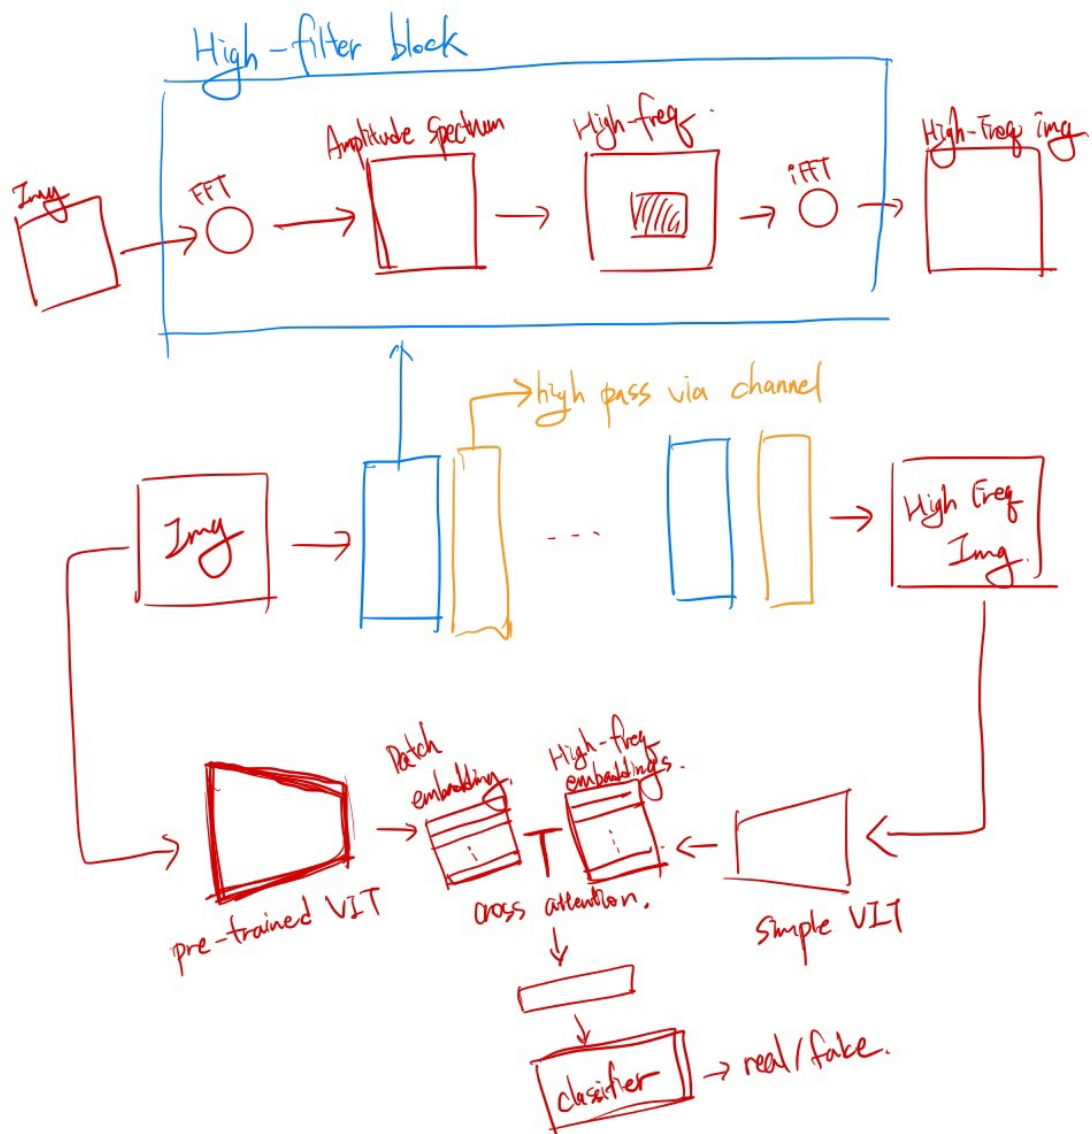 High-filter block
Img
FFT
Amplitude Spectrum
High-freq.
iFFT
High-Freq img
high pass via channel
Img
...
High Freq
Img.
Patch
embedding.
High-freq
embeddings.
pre-trained VIT
cross attention.
simple VIT
classifier
real/fake.